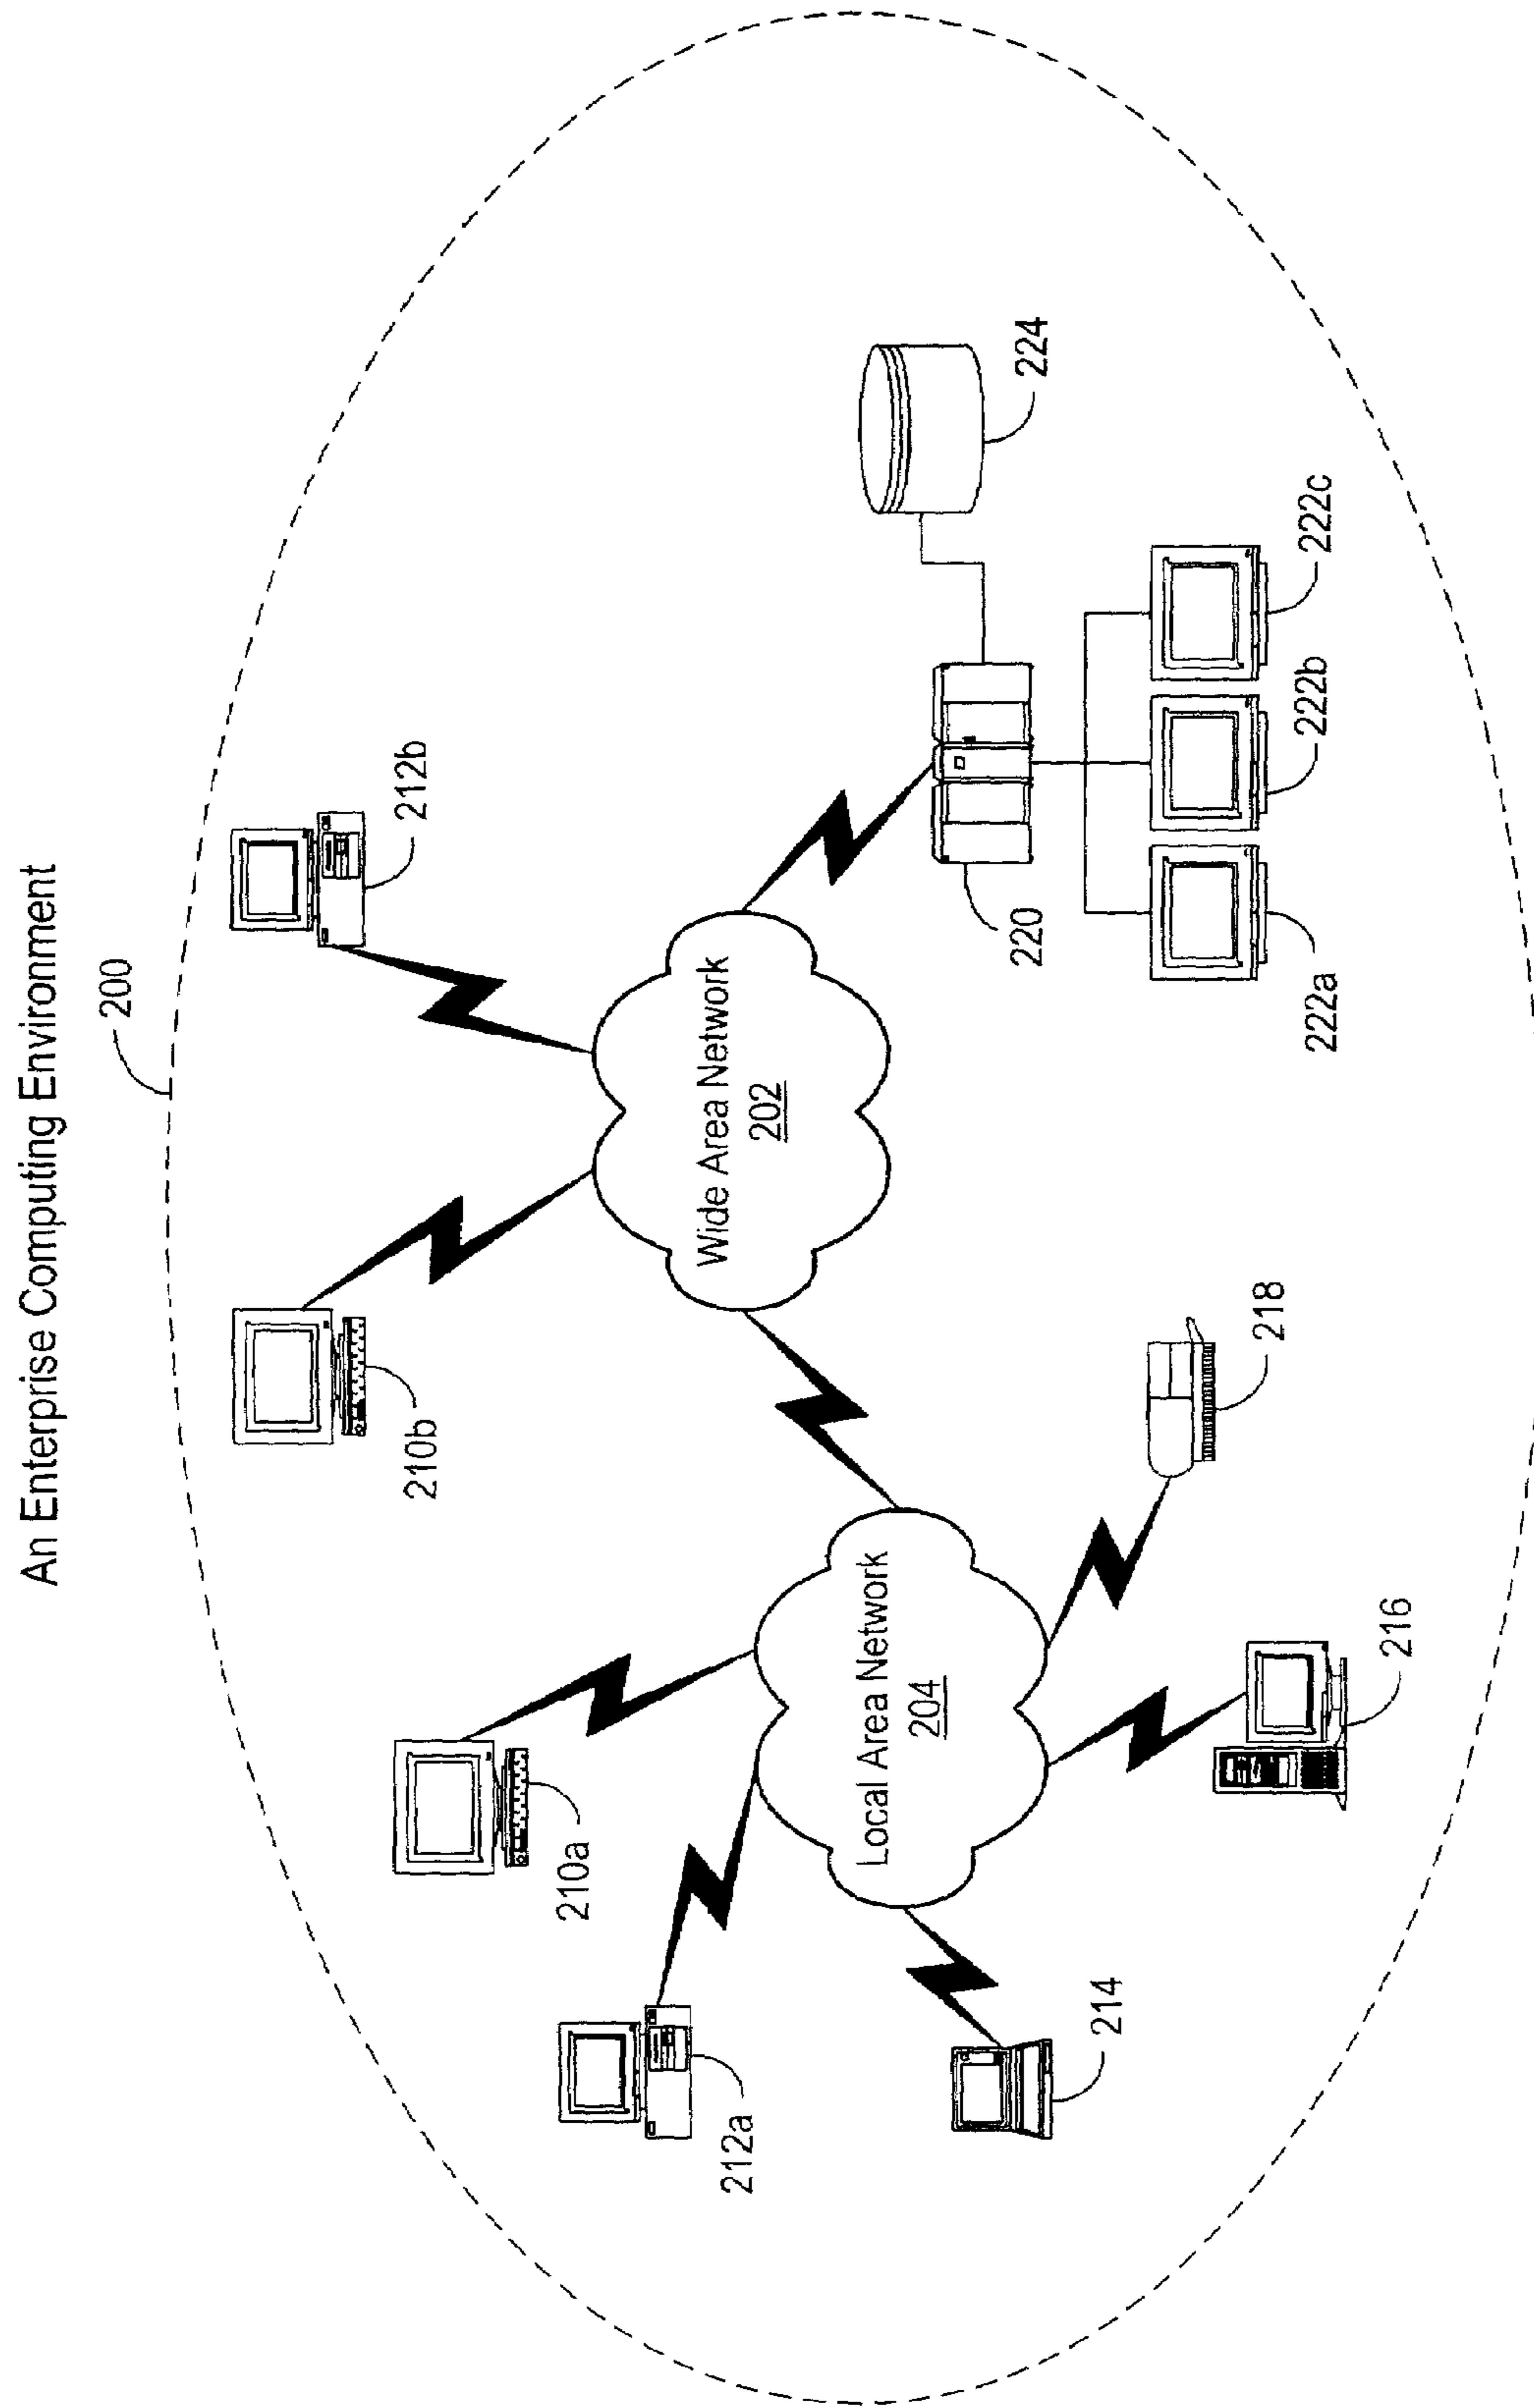 An Enterprise Computing Environment
200
210b
212b
210a
212a
Wide Area Network
202
Local Area Network
204
214
216
218
220
224
222a
222b
222c